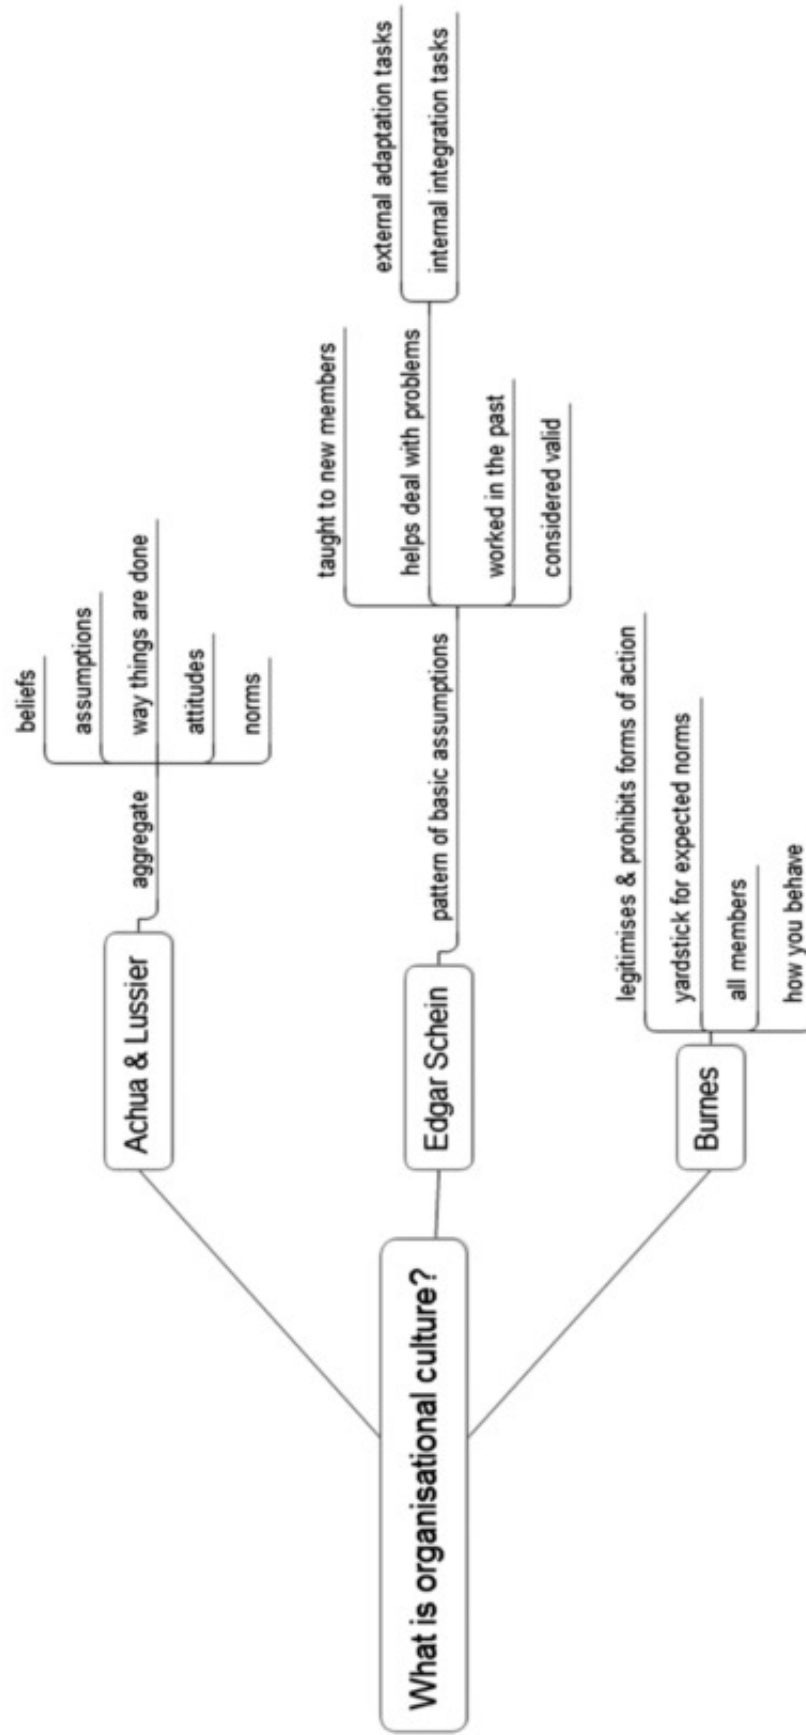 What is organisational culture?
Achua & Lussier
aggregate
beliefs
assumptions
way things are done
attitudes
norms
Edgar Schein
pattern of basic assumptions
taught to new members
helps deal with problems
external adaptation tasks
internal integration tasks
worked in the past
considered valid
Burnes
legitimises & prohibits forms of action
yardstick for expected norms
all members
how you behave